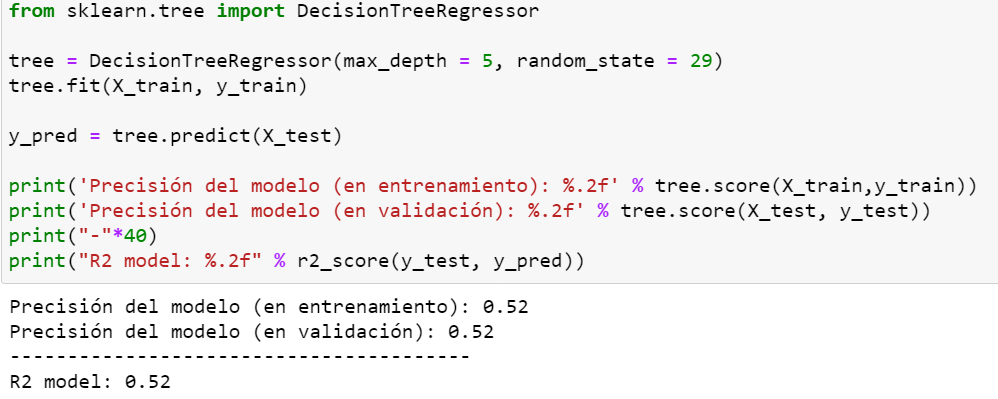 from sklearn.tree import DecisionTreeRegressor
tree = DecisionTreeRegressor(max_depth = 5, random_state = 29)
tree.fit(X_train, y_train)
y_pred = tree.predict(X_test)
print('Precisión del modelo (en entrenamiento): %.2f' % tree.score(X_train,y_train))
print('Precisión del modelo (en validación): %.2f' % tree.score(X_test, y_test))
print("-"*40)
print("R2 model: %.2f" % r2_score(y_test, y_pred))
Precisión del modelo (en entrenamiento): 0.52
Precisión del modelo (en validación): 0.52
----------------------------------------
R2 model: 0.52